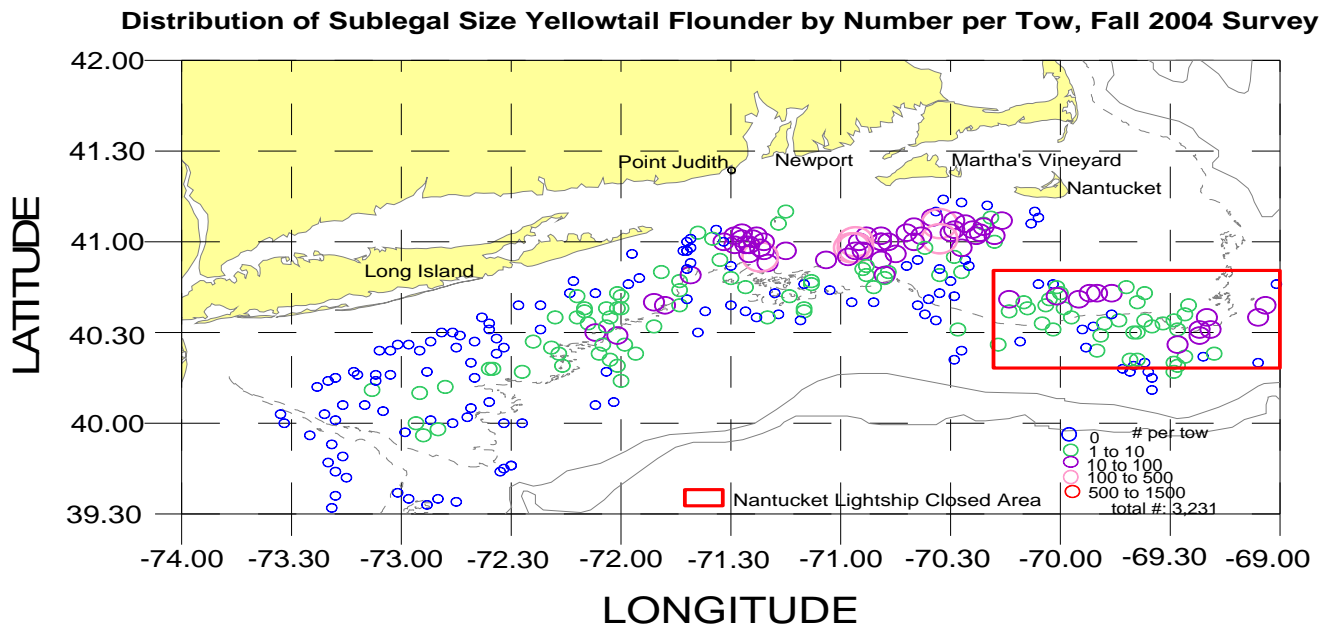 Distribution of Sublegal Size Yellowtail Flounder by Number per Tow, Fall 2004 Survey
42.00
41.30
41.00
40.30
40.00
39.30
LATITUDE
Point Judith
Newport
Martha's Vineyard
Nantucket
Long Island
# per tow
0
1 to 10
10 to 100
100 to 500
500 to 1500
total #: 3,231
Nantucket Lightship Closed Area
-74.00 -73.30 -73.00 -72.30 -72.00 -71.30 -71.00 -70.30 -70.00 -69.30 -69.00
LONGITUDE